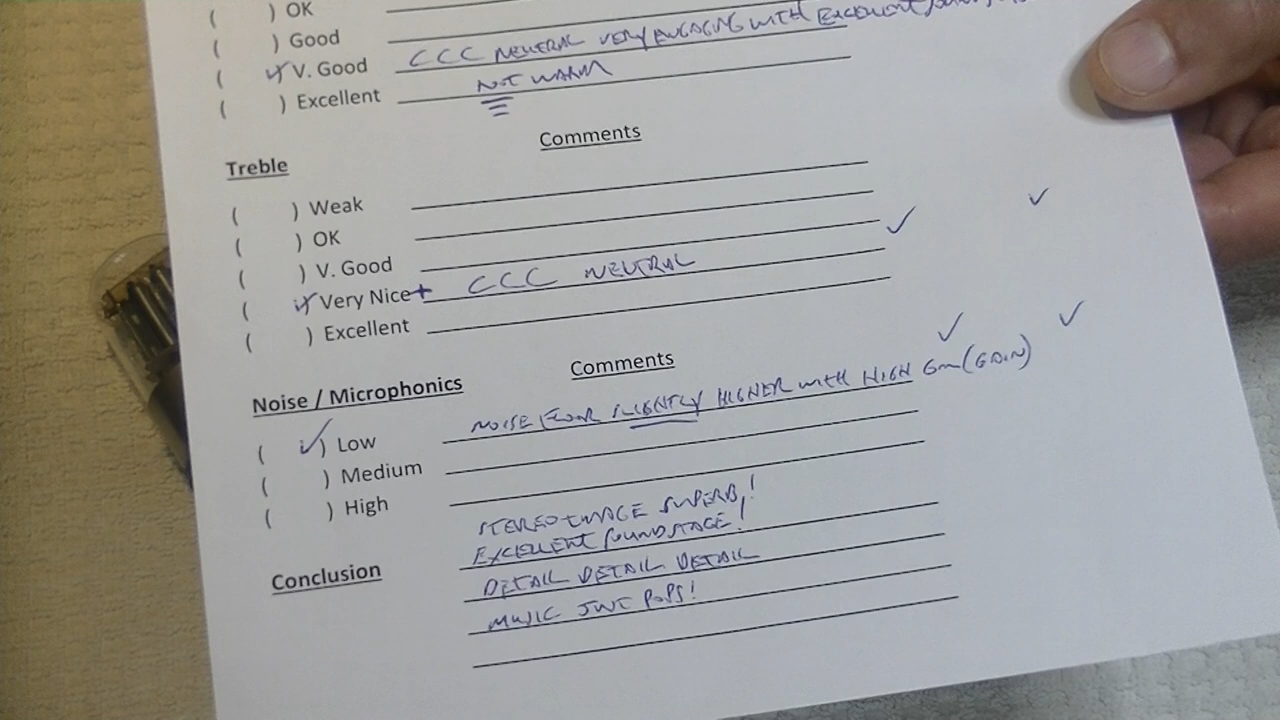 ( ) OK
( ) Good
( ✓) V. Good CCC NEUTRAL VERY ENGAGING WITH EXCELLENT
( ) Excellent NOT WARM
Treble Comments
( ) Weak
( ) OK
( ) V. Good ✓ ✓
( ✓) Very Nice + CCC NEUTRAL
( ) Excellent
Noise / Microphonics Comments ✓ ✓
( ✓) Low NOISE FLOOR SLIGHTLY HIGHER WITH HIGH Gm (GAIN)
( ) Medium
( ) High
STEREO IMAGE SUPERB!
Conclusion EXCELLENT SOUNDSTAGE!
DETAIL DETAIL DETAIL
MUSIC JUST POPS!